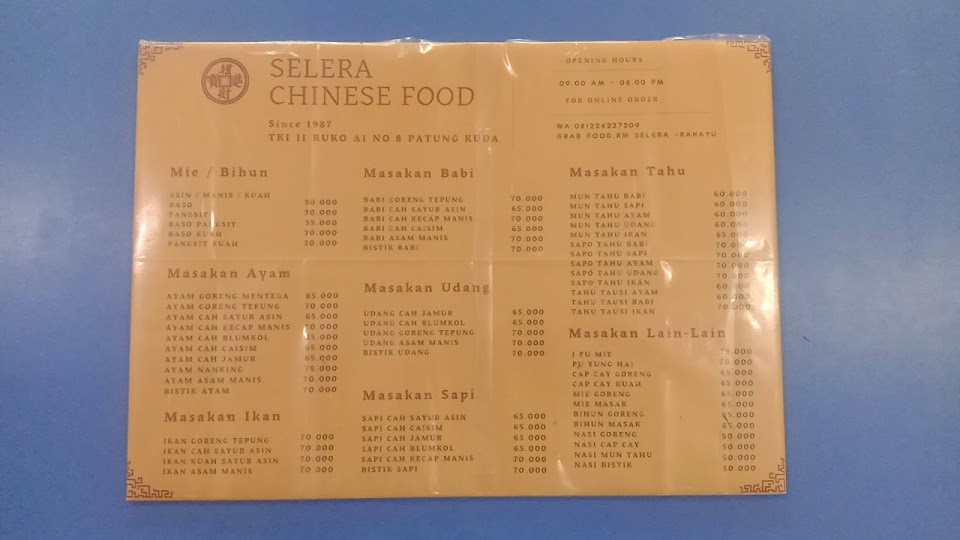 SELERA
CHINESE FOOD
Since 1987
TKI II RUKO A1 NO 8 PATUNG KUDA
OPENING HOURS
09.00 AM - 08.00 PM
FOR ONLINE ORDER
WA 081224227209
GRAB FOOD RM SELERA -RAHAYU
Mie / Bihun
ASIN / MANIS / KUAH
BASO 30.000
PANGSIT 30.000
BASO PANGSIT 35.000
BASO KUAH 30.000
PANGSIT KUAH 30.000
Masakan Ayam
AYAM GORENG MENTEGA 65.000
AYAM GORENG TEPUNG 70.000
AYAM CAH SAYUR ASIN 65.000
AYAM CAH KECAP MANIS 70.000
AYAM CAH BLUMKOL 65.000
AYAM CAH CAISIM 65.000
AYAM CAH JAMUR 65.000
AYAM NANKING 75.000
AYAM ASAM MANIS 70.000
BISTIK AYAM 70.000
Masakan Ikan
IKAN GORENG TEPUNG 70.000
IKAN CAH SAYUR ASIN 70.000
IKAN KUAH SAYUR ASIN 70.000
IKAN ASAM MANIS 70.000
Masakan Babi
BABI GORENG TEPUNG 70.000
BABI CAH SAYUR ASIN 65.000
BABI CAH KECAP MANIS 70.000
BABI CAH CAISIM 65.000
BABI ASAM MANIS 70.000
BISTIK BABI 70.000
Masakan Udang
UDANG CAH JAMUR 65.000
UDANG CAH BLUMKOL 65.000
UDANG GORENG TEPUNG 70.000
UDANG ASAM MANIS 70.000
BISTIK UDANG 70.000
Masakan Sapi
SAPI CAH SAYUR ASIN 65.000
SAPI CAH CAISIM 65.000
SAPI CAH JAMUR 65.000
SAPI CAH BLUMKOL 65.000
SAPI CAH KECAP MANIS 70.000
BISTIK SAPI 70.000
Masakan Tahu
MUN TAHU BABI 60.000
MUN TAHU SAPI 60.000
MUN TAHU AYAM 60.000
MUN TAHU UDANG 60.000
MUN TAHU IKAN 65.000
SAPO TAHU BABI 70.000
SAPO TAHU SAPI 70.000
SAPO TAHU AYAM 70.000
SAPO TAHU UDANG 70.000
SAPO TAHU IKAN 70.000
TAHU TAUSI AYAM 60.000
TAHU TAUSI BABI 60.000
TAHU TAUSI IKAN 70.000
Masakan Lain-Lain
I FU MIE 75.000
PU YUNG HAI 70.000
CAP CAY GORENG 65.000
CAP CAY KUAH 65.000
MIE GORENG 65.000
MIE MASAK 65.000
BIHUN GORENG 65.000
BIHUN MASAK 65.000
NASI GORENG 50.000
NASI CAP CAY 50.000
NASI MUN TAHU 50.000
NASI BISTIK 50.000